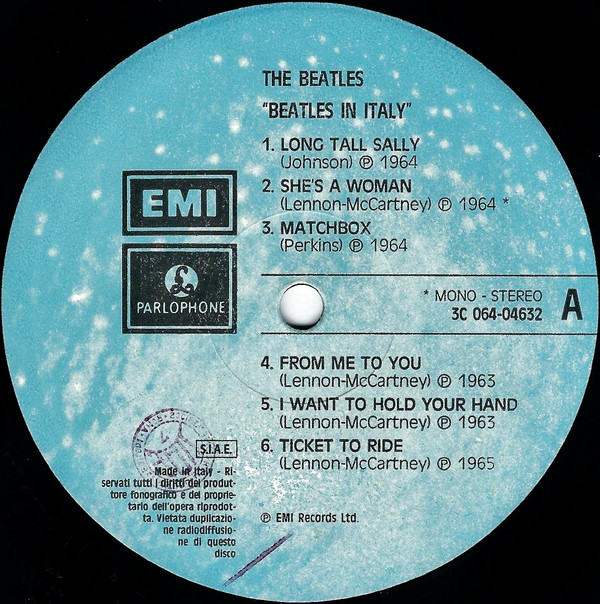 THE BEATLES
"BEATLES IN ITALY"
1. LONG TALL SALLY
(Johnson) ℗ 1964
2. SHE'S A WOMAN
(Lennon-McCartney) ℗ 1964 *
3. MATCHBOX
(Perkins) ℗ 1964
EMI
£
PARLOPHONE
* MONO - STEREO
3C 064-04632
A
4. FROM ME TO YOU
(Lennon-McCartney) ℗ 1963
5. I WANT TO HOLD YOUR HAND
(Lennon-McCartney) ℗ 1963
6. TICKET TO RIDE
(Lennon-McCartney) ℗ 1965
S.I.A.E.
Made in Italy - Ri-
servati tutti i diritti del produt-
tore fonografico e del proprie-
tario dell'opera riprodot-
ta. Vietata duplicazio-
ne radiodiffusio-
ne di questo
disco
℗ EMI Records Ltd.